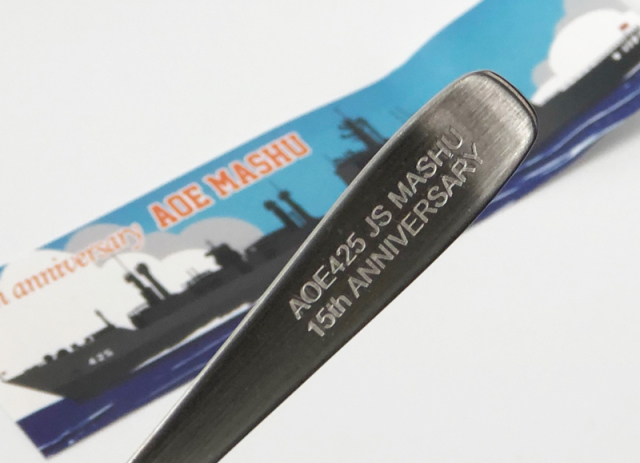 AOE MASHU
anniversary
425
AOE425 JS MASHU
15th ANNIVERSARY